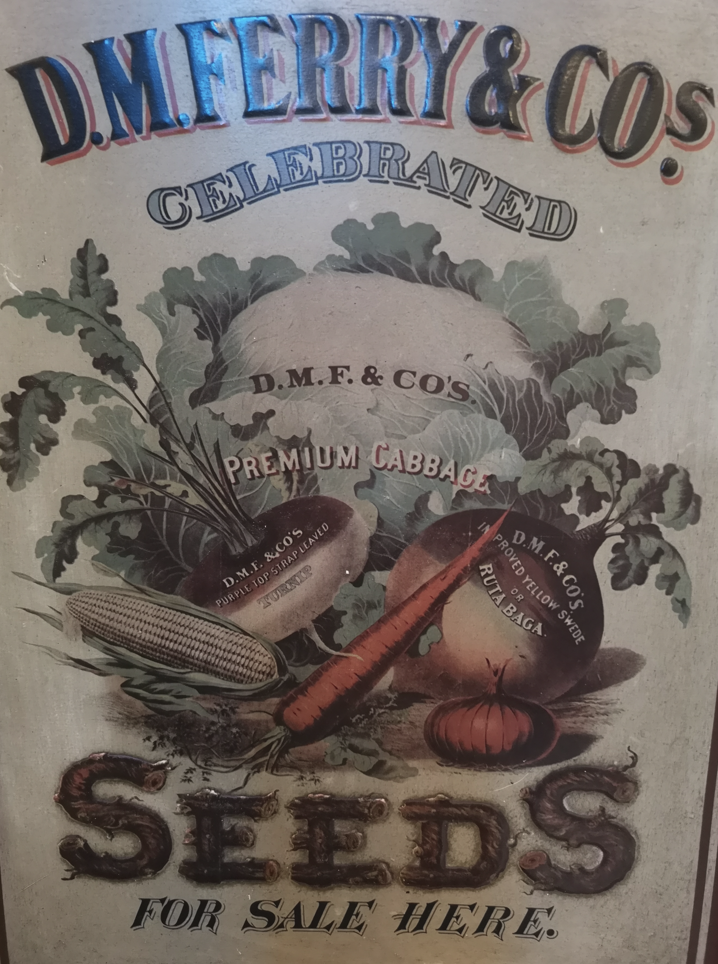 D.M.FERRY & CO.S
CELEBRATED
D.M.F. & CO'S.
PREMIUM CABBAGE.
D.M.F. & CO'S
PURPLE TOP STRAP LEAVED
TURNIP
D.M.F. & CO'S.
IMPROVED YELLOW SWEDE
OR
RUTA BAGA.
SEEDS
FOR SALE HERE.